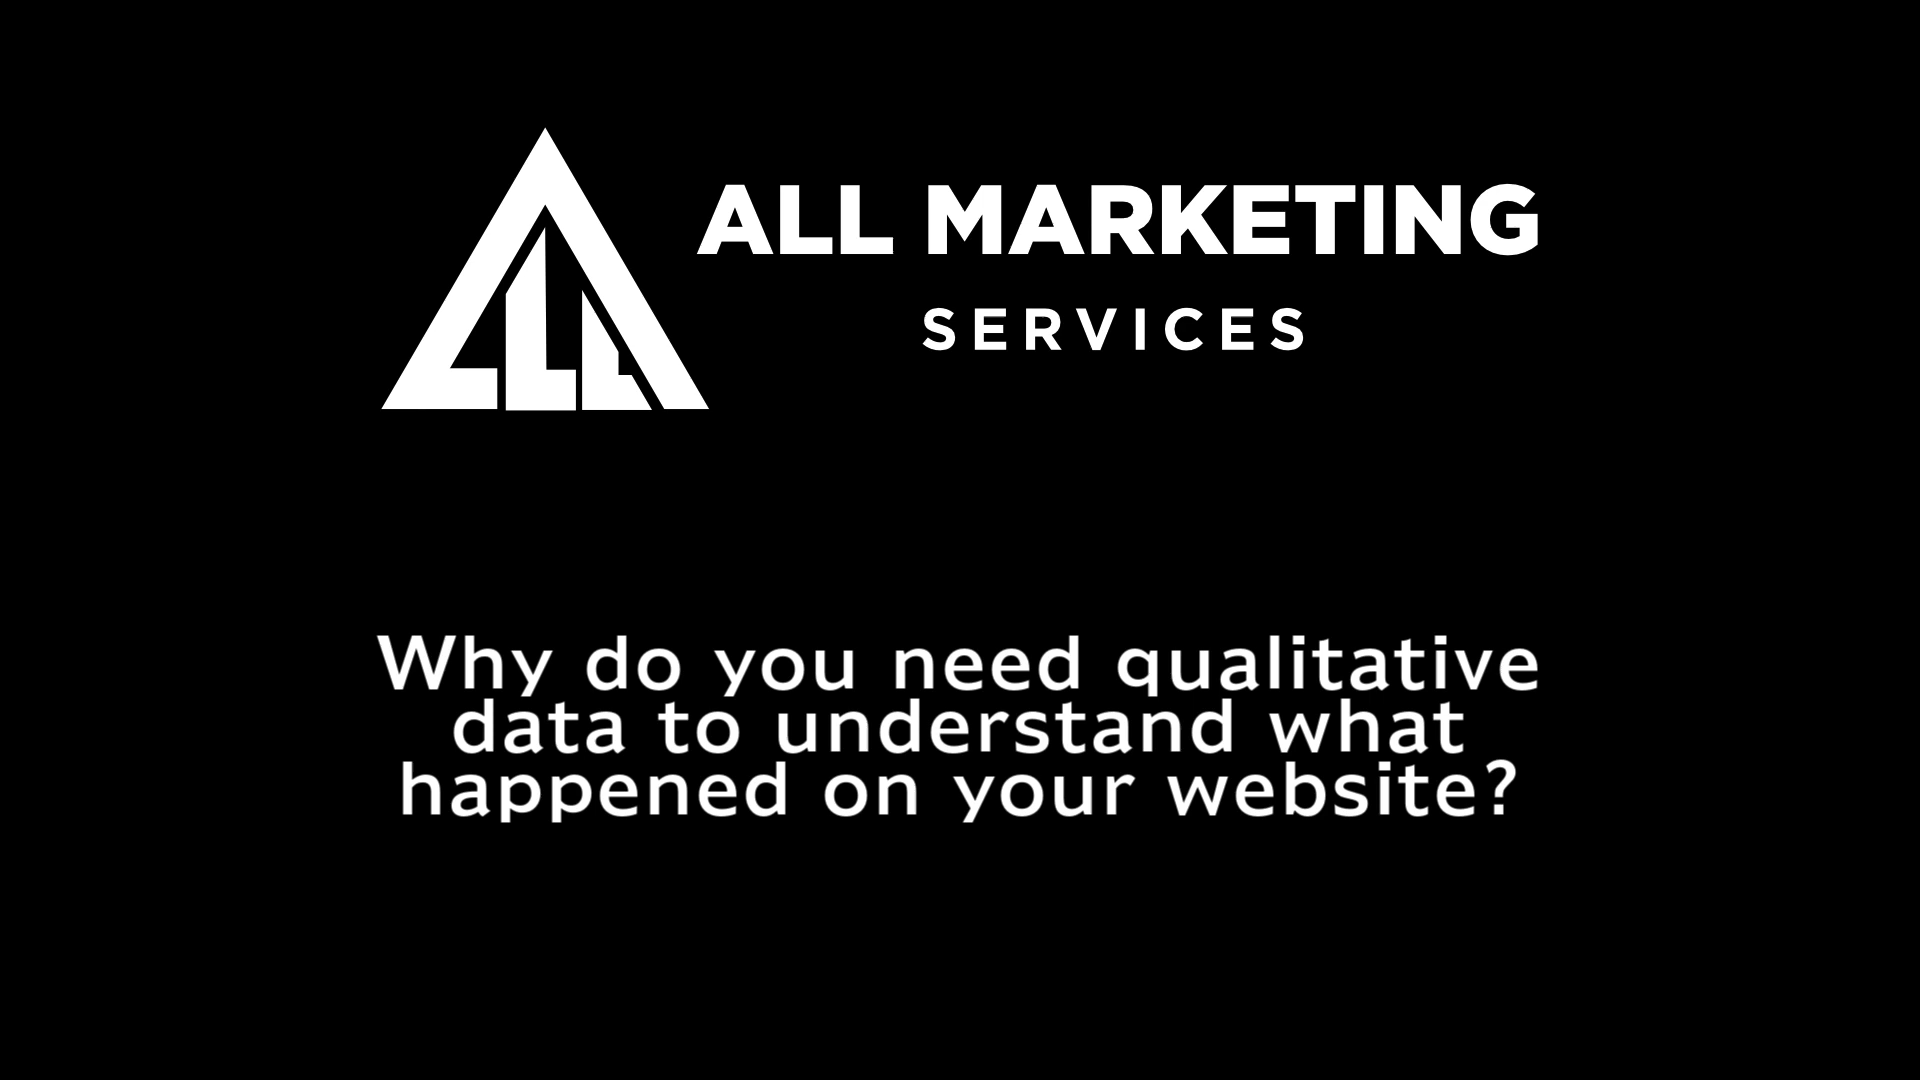 ALL MARKETING
SERVICES
Why do you need qualitative
data to understand what
happened on your website?